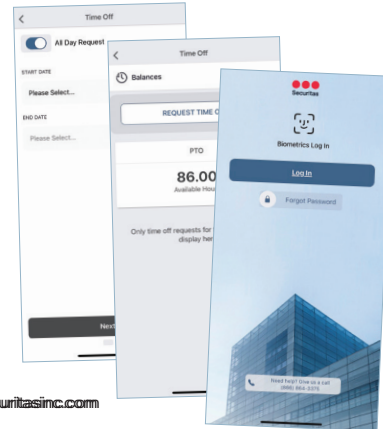 Time Off
All Day Request
START DATE
Please Select...
END DATE
Please Select...
Next
Time Off
Balances
REQUEST TIME
PTO
86.00
Available
Only time off requests for
display
Securitas
Biometrics Log In
Log In
Forgot Password
Need help? Give us a call
uritasinc.com